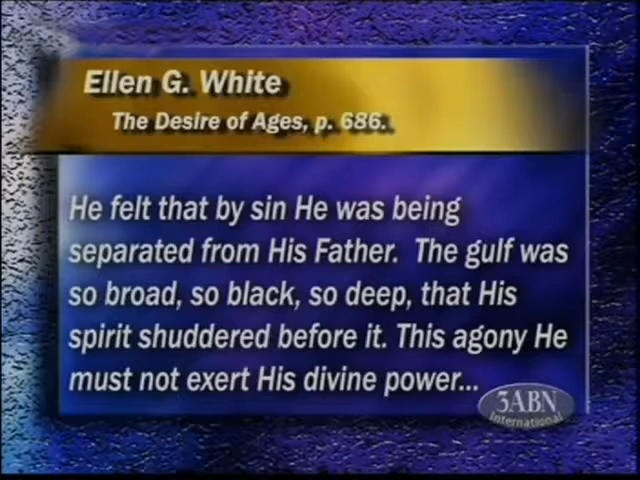 Ellen G. White
The Desire of Ages, p. 686.
He felt that by sin He was being
separated from His Father. The gulf was
so broad, so black, so deep, that His
spirit shuddered before it. This agony He
must not exert His divine power...
3ABN
International